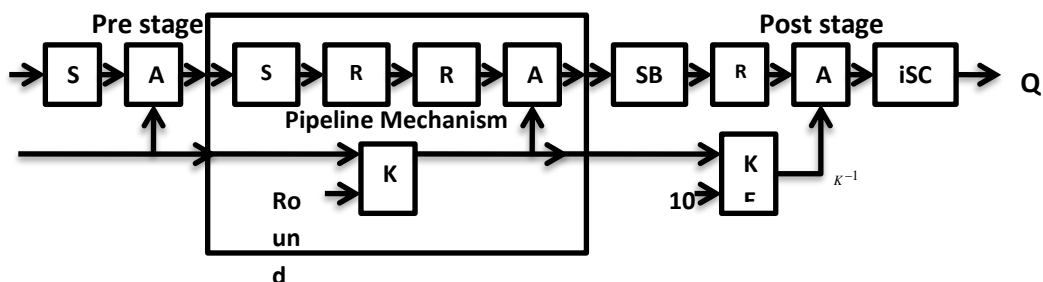 Pre stage
Post stage
S
A
S
R
R
A
SB
R
A
iSC
Q
Pipeline Mechanism
K
Ro
un
d
10
K
K⁻¹